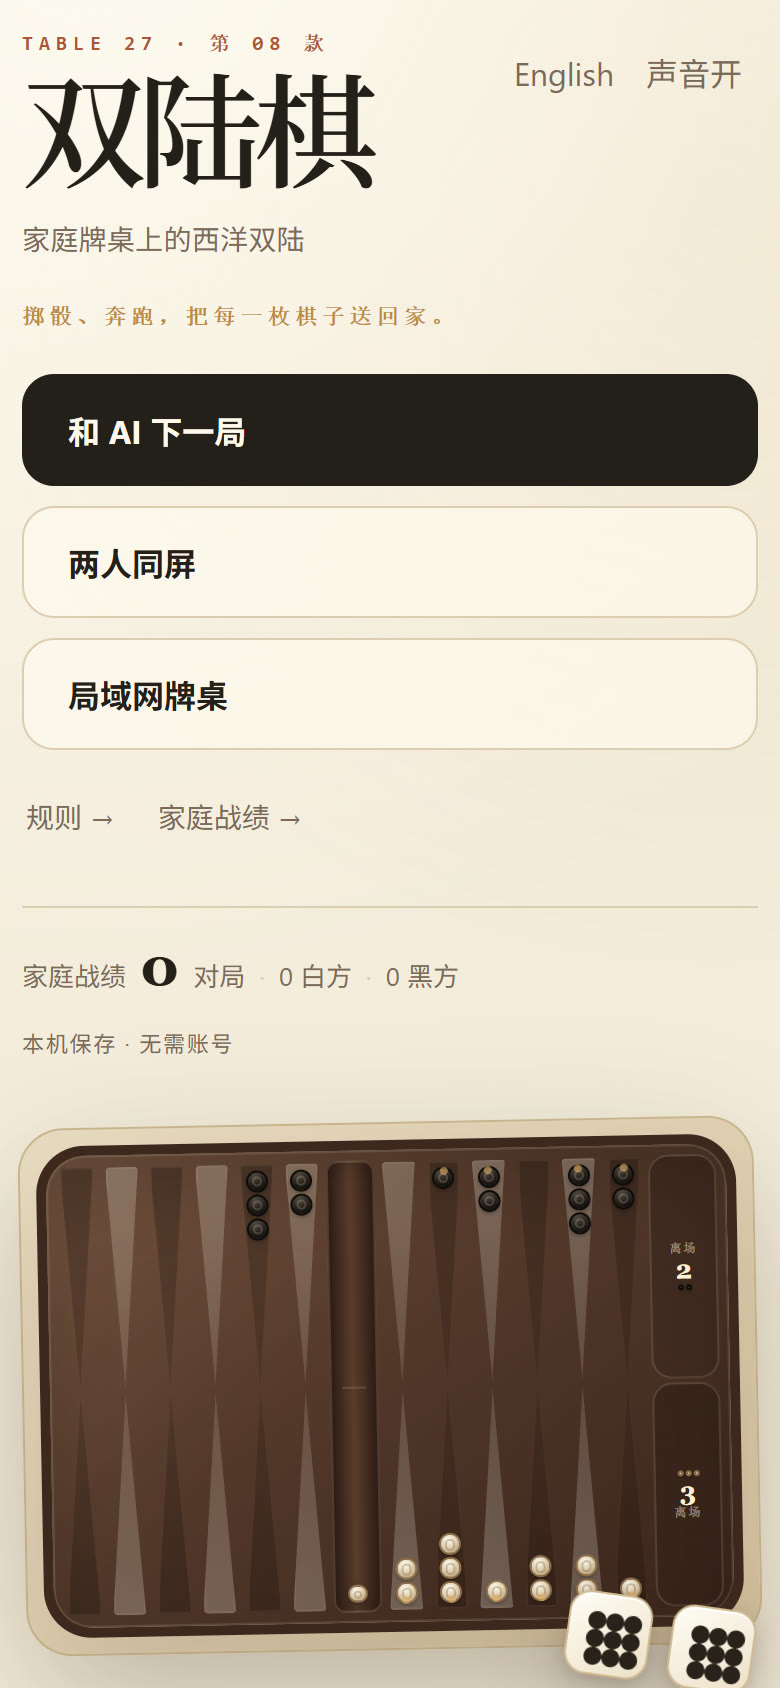 TABLE 27 · 第 08 款
English 声音开
双陆棋
家庭牌桌上的西洋双陆
掷骰、奔跑，把每一枚棋子送回家。
和 AI 下一局
两人同屏
局域网牌桌
规则 → 家庭战绩 →
家庭战绩 0 对局 · 0 白方 · 0 黑方
本机保存 · 无需账号
离场
2
3
离场